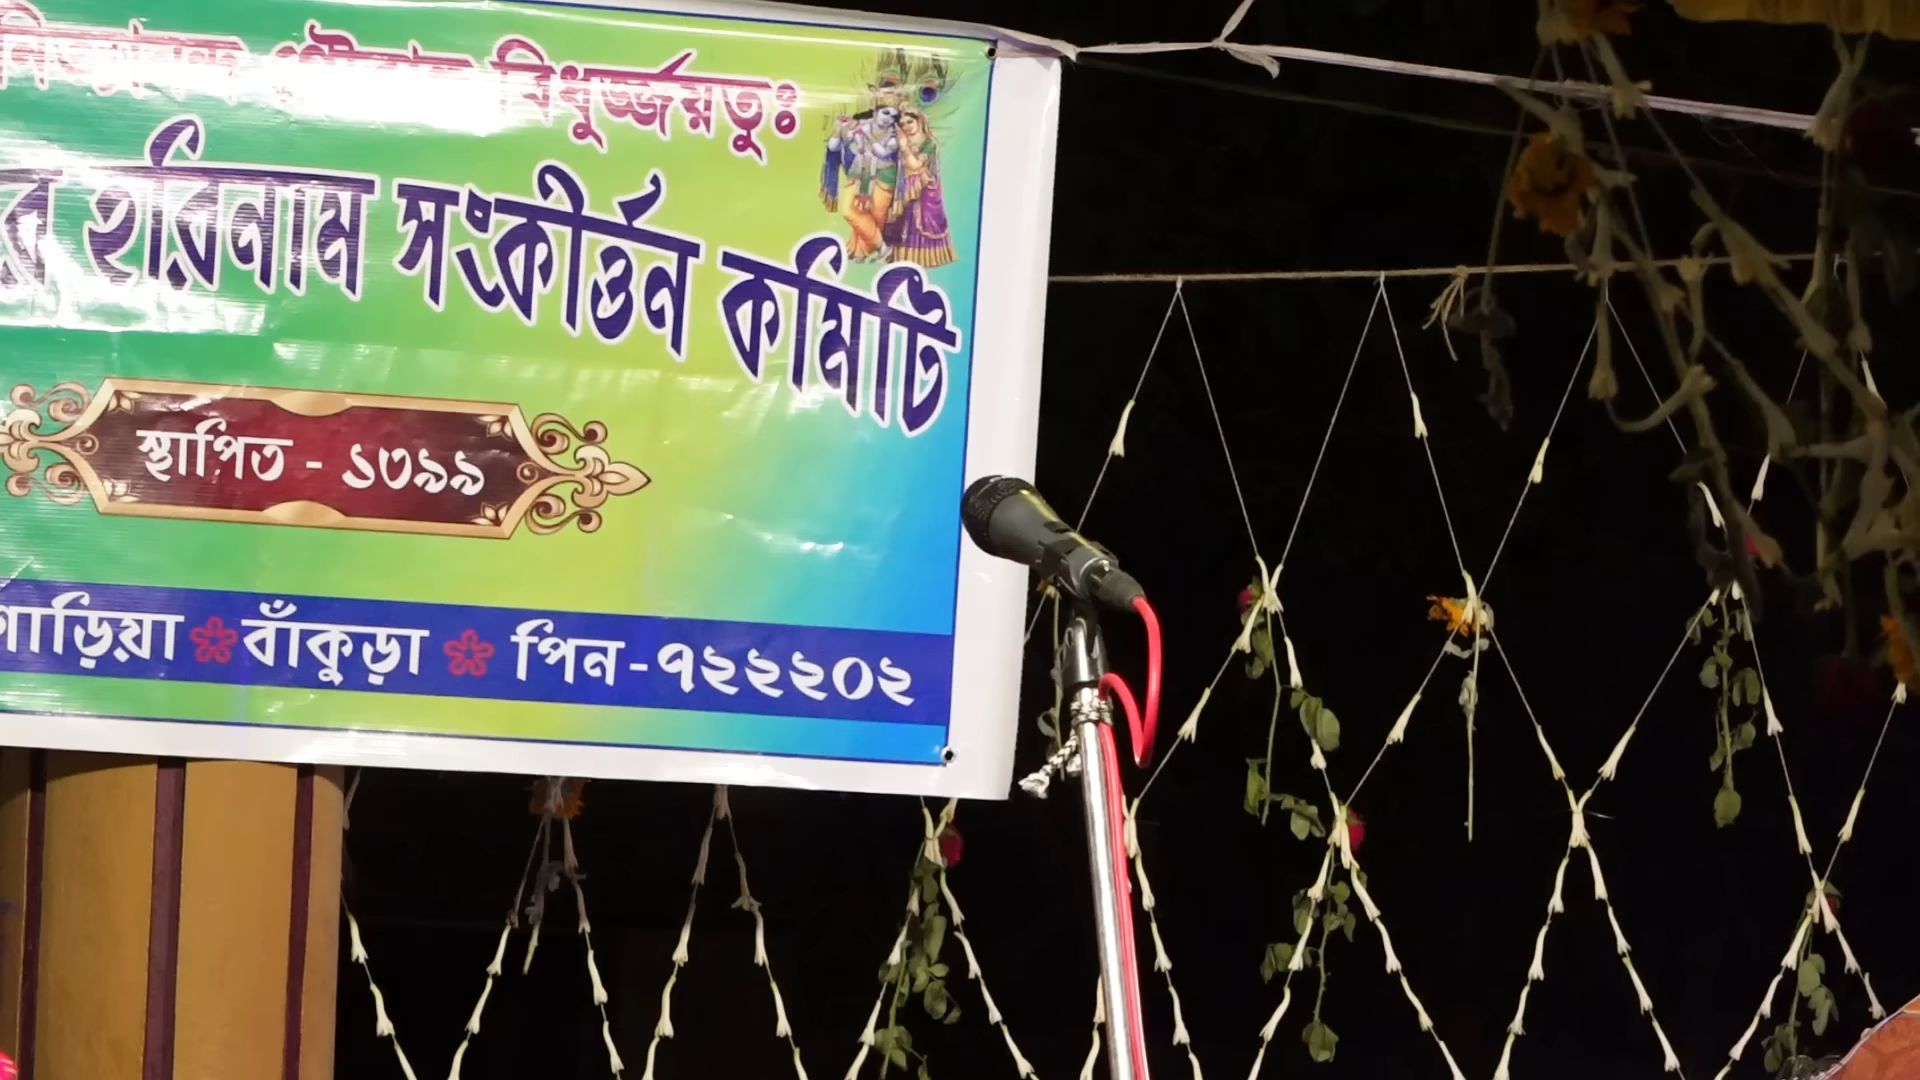 বিধুর্জ্জয়তুঃ
হরিনাম সংকীর্ত্তন কমিটি
স্থাপিত - ১৩৯৯
বাঁকুড়া পিন-৭২২২০২